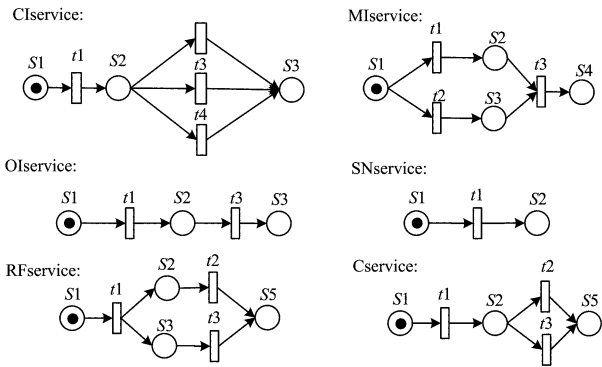 CIservice:
S1 t1 S2 t3 t4 S3
MIservice:
S1 t1 t2 S2 S3 t3 S4
OIservice:
S1 t1 S2 t3 S3
SNservice:
S1 t1 S2
RFservice:
S1 t1 S2 S3 t2 t3 S5
Cservice:
S1 t1 S2 t2 t3 S5